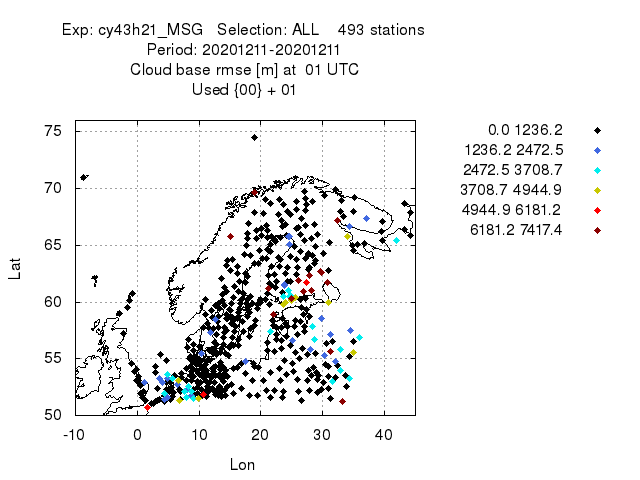 Exp: cy43h21_MSG Selection: ALL 493 stations
Period: 20201211-20201211
Cloud base rmse [m] at 01 UTC
Used {00} + 01
0.0 1236.2
1236.2 2472.5
2472.5 3708.7
3708.7 4944.9
4944.9 6181.2
6181.2 7417.4
75
70
65
60
55
50
Lat
-10 0 10 20 30 40
Lon